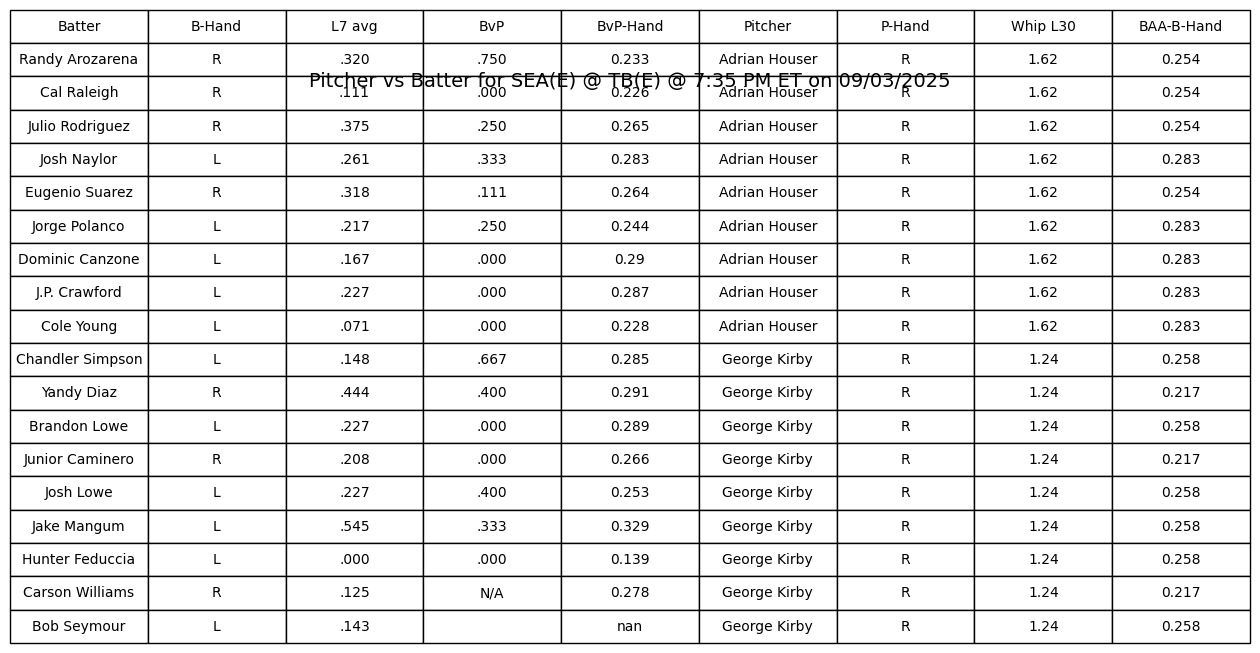 Batter B-Hand L7 avg BvP BvP-Hand Pitcher P-Hand Whip L30 BAA-B-Hand
Randy Arozarena R .320 .750 0.233 Adrian Houser R 1.62 0.254
Pitcher vs Batter for SEA(E) @ TB(E) @ 7:35 PM ET on 09/03/2025
Cal Raleigh R .111 .000 0.226 Adrian Houser R 1.62 0.254
Julio Rodriguez R .375 .250 0.265 Adrian Houser R 1.62 0.254
Josh Naylor L .261 .333 0.283 Adrian Houser R 1.62 0.283
Eugenio Suarez R .318 .111 0.264 Adrian Houser R 1.62 0.254
Jorge Polanco L .217 .250 0.244 Adrian Houser R 1.62 0.283
Dominic Canzone L .167 .000 0.29 Adrian Houser R 1.62 0.283
J.P. Crawford L .227 .000 0.287 Adrian Houser R 1.62 0.283
Cole Young L .071 .000 0.228 Adrian Houser R 1.62 0.283
Chandler Simpson L .148 .667 0.285 George Kirby R 1.24 0.258
Yandy Diaz R .444 .400 0.291 George Kirby R 1.24 0.217
Brandon Lowe L .227 .000 0.289 George Kirby R 1.24 0.258
Junior Caminero R .208 .000 0.266 George Kirby R 1.24 0.217
Josh Lowe L .227 .400 0.253 George Kirby R 1.24 0.258
Jake Mangum L .545 .333 0.329 George Kirby R 1.24 0.258
Hunter Feduccia L .000 .000 0.139 George Kirby R 1.24 0.258
Carson Williams R .125 N/A 0.278 George Kirby R 1.24 0.217
Bob Seymour L .143 nan George Kirby R 1.24 0.258